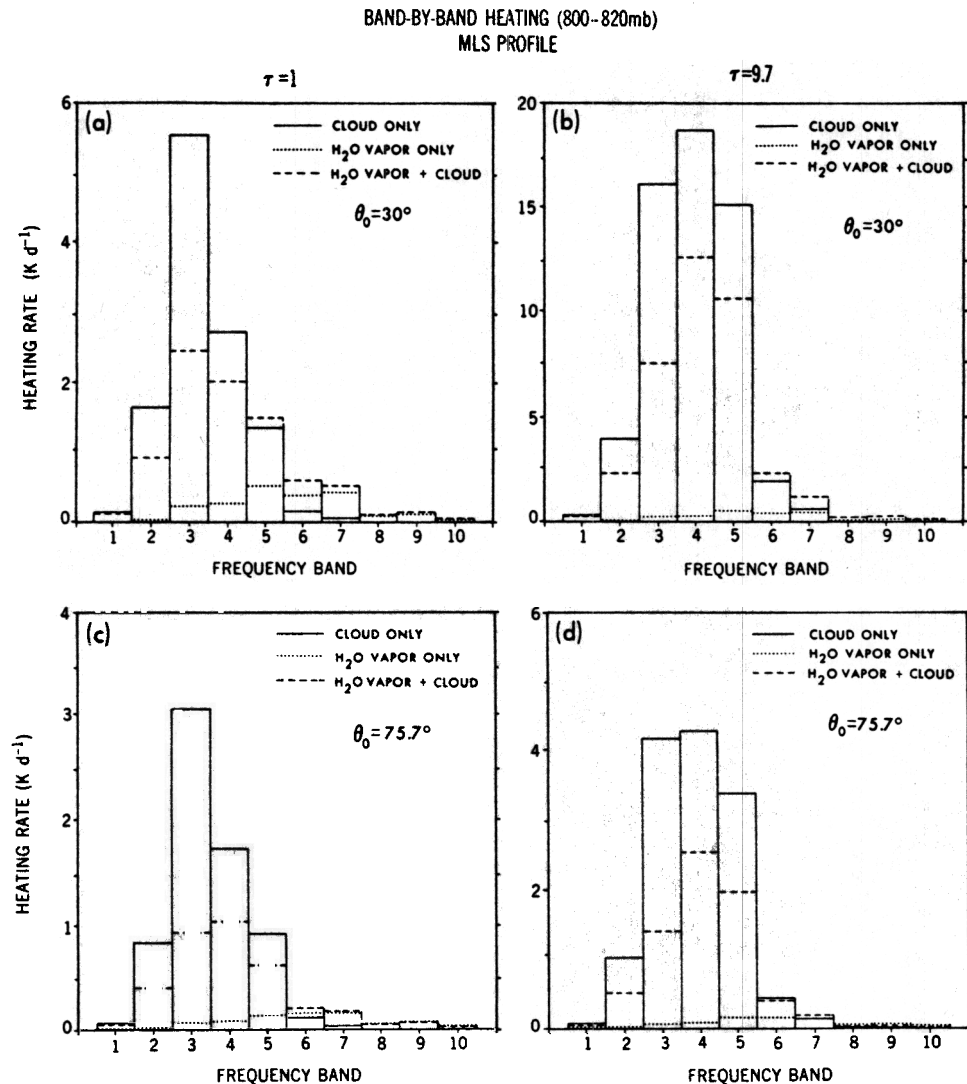 BAND-BY-BAND HEATING (800--820mb)
MLS PROFILE
τ=1
τ=9.7
(a)
CLOUD ONLY
H2O VAPOR ONLY
H2O VAPOR + CLOUD
θ0=30°
6
4
2
0
HEATING RATE (K d-1)
1 2 3 4 5 6 7 8 9 10
FREQUENCY BAND
(b)
CLOUD ONLY
H2O VAPOR ONLY
H2O VAPOR + CLOUD
θ0=30°
20
15
10
5
0
1 2 3 4 5 6 7 8 9 10
FREQUENCY BAND
(c)
CLOUD ONLY
H2O VAPOR ONLY
H2O VAPOR + CLOUD
θ0=75.7°
4
3
2
1
0
HEATING RATE (K d-1)
1 2 3 4 5 6 7 8 9 10
FREQUENCY BAND
(d)
CLOUD ONLY
H2O VAPOR ONLY
H2O VAPOR + CLOUD
θ0=75.7°
6
4
2
0
1 2 3 4 5 6 7 8 9 10
FREQUENCY BAND